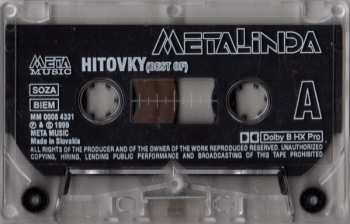 METALINDA
META MUSIC
HITOVKY (BEST OF)
SOZA
BIEM
A
MM 0008 4331
℗ & © 1999
META MUSIC
Made in Slovakia
DOLBY B HX Pro
ALL RIGHTS OF THE PRODUCER AND OF THE OWNER OF THE WORK REPRODUCED RESERVED. UNAUTHORIZED
COPYING, HIRING, LENDING PUBLIC PERFORMANCE AND BROADCASTING OF THIS TAPE PROHIBITED